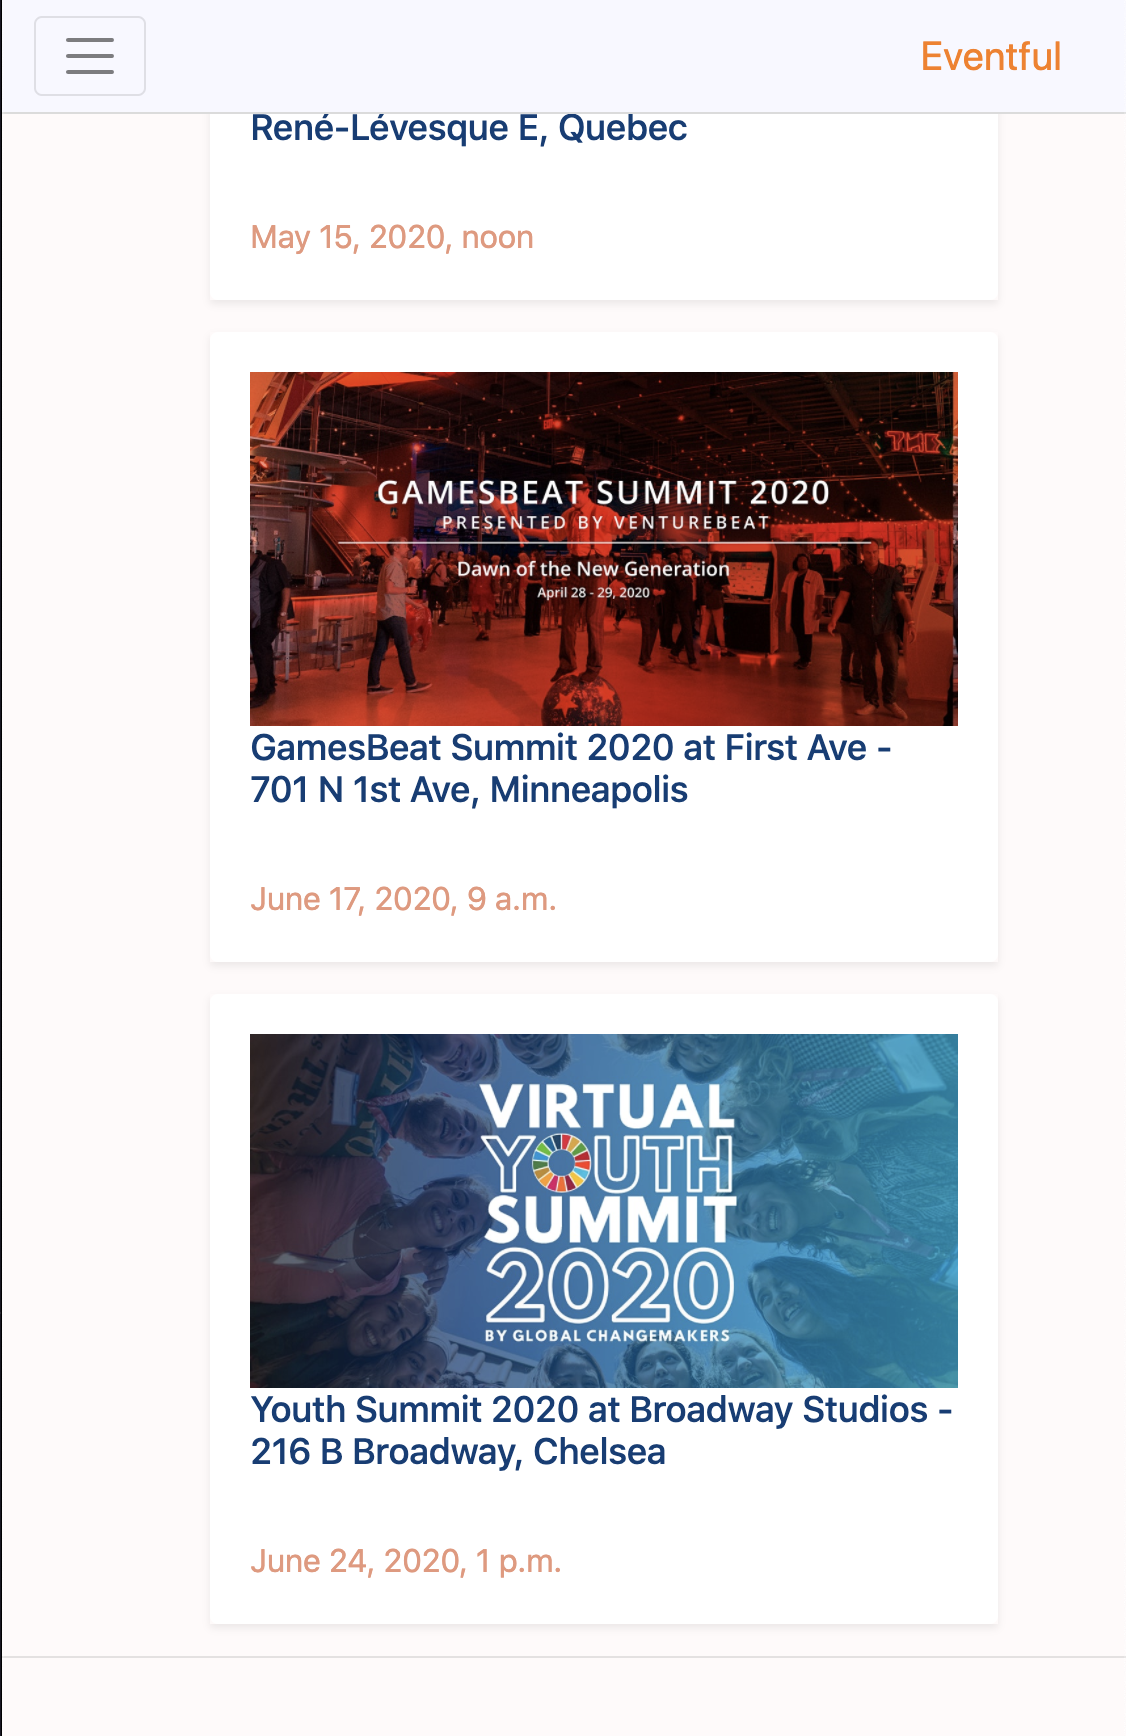 Eventful
René-Lévesque E, Quebec
May 15, 2020, noon
THE
GAMESBEAT SUMMIT 2020
PRESENTED BY VENTUREBEAT
Dawn of the New Generation
April 28 - 29, 2020
GamesBeat Summit 2020 at First Ave -
701 N 1st Ave, Minneapolis
June 17, 2020, 9 a.m.
VIRTUAL
YOUTH
SUMMIT
2020
BY GLOBAL CHANGEMAKERS
Youth Summit 2020 at Broadway Studios -
216 B Broadway, Chelsea
June 24, 2020, 1 p.m.